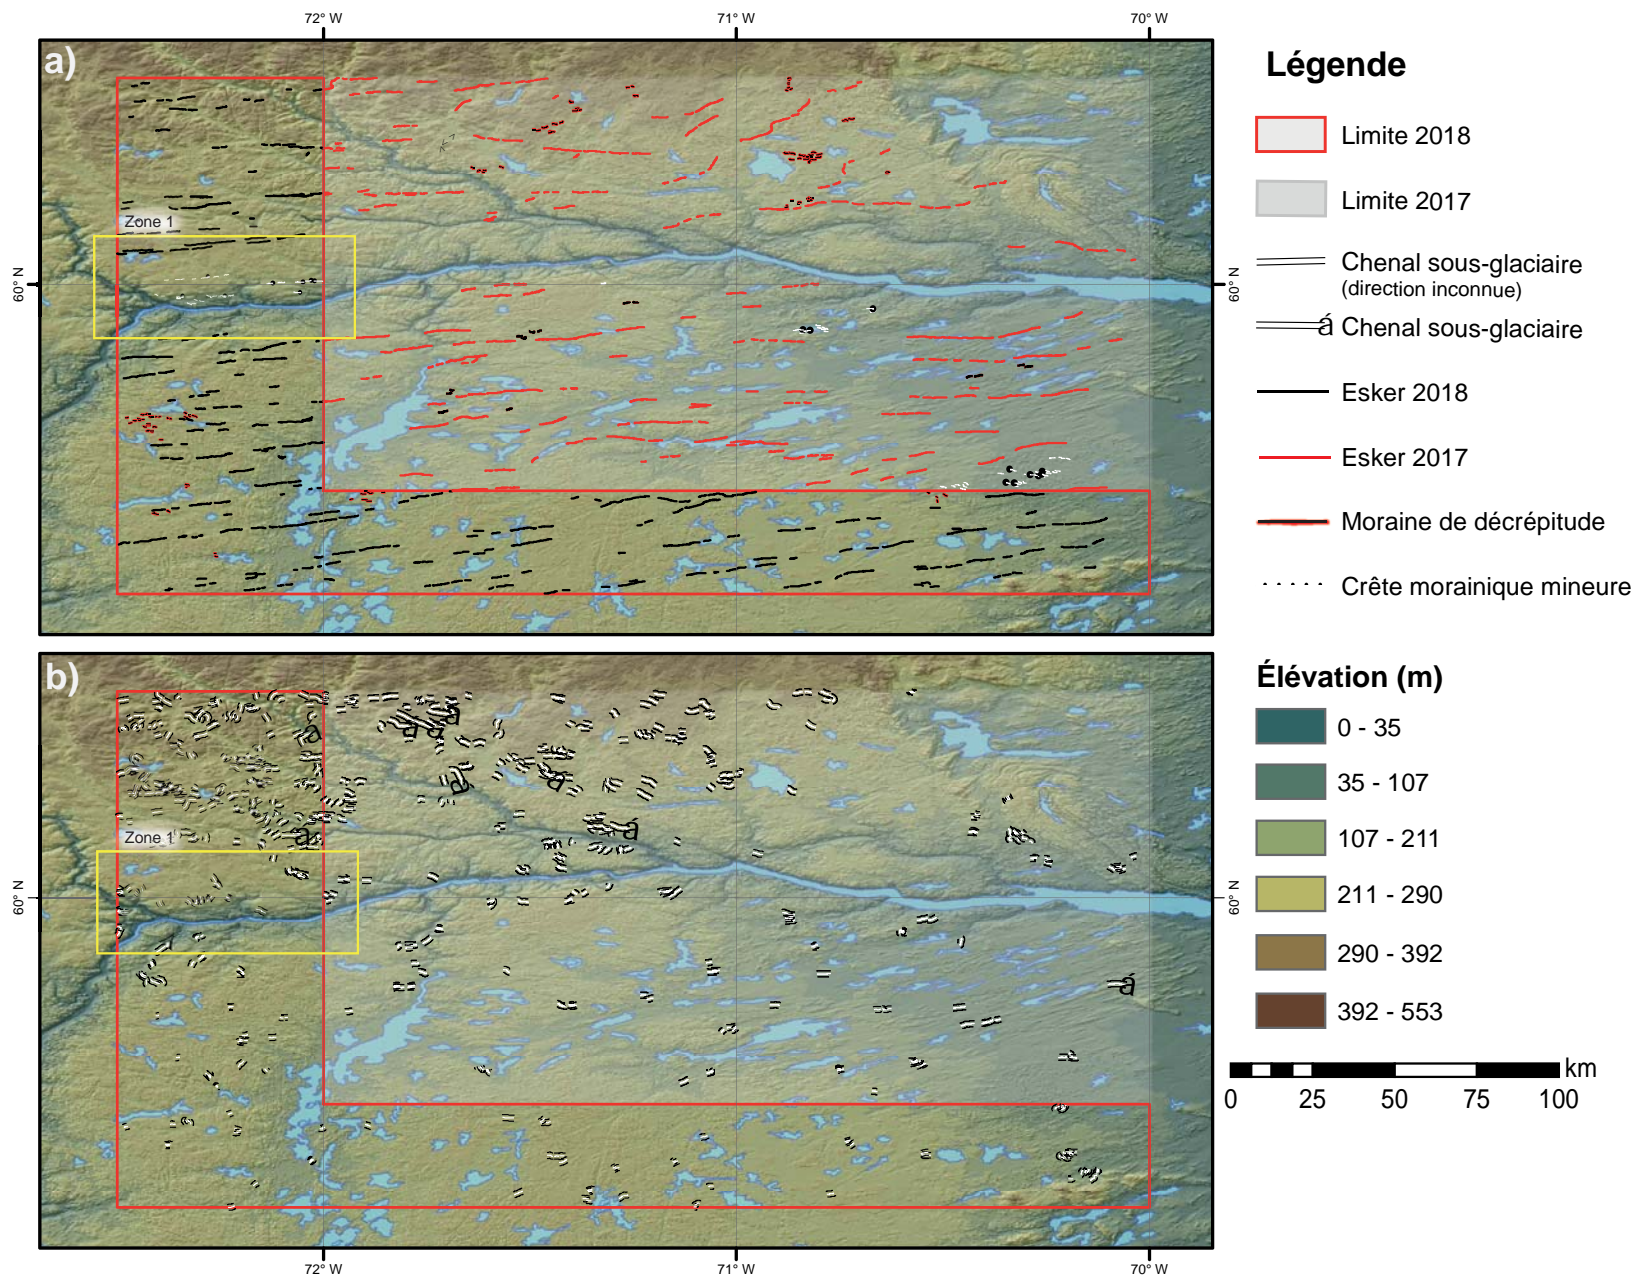 72° W
71° W
70° W
a)
Zone 1
60° N
60° N
Légende
Limite 2018
Limite 2017
Chenal sous-glaciaire
(direction inconnue)
á Chenal sous-glaciaire
Esker 2018
Esker 2017
Moraine de décrépitude
Crête morainique mineure
b)
á
á
á
á
á
á
á
Zone 1
á
á
á
60° N
60° N
72° W
71° W
70° W
Élévation (m)
0 - 35
35 - 107
107 - 211
211 - 290
290 - 392
392 - 553
km
0 25 50 75 100